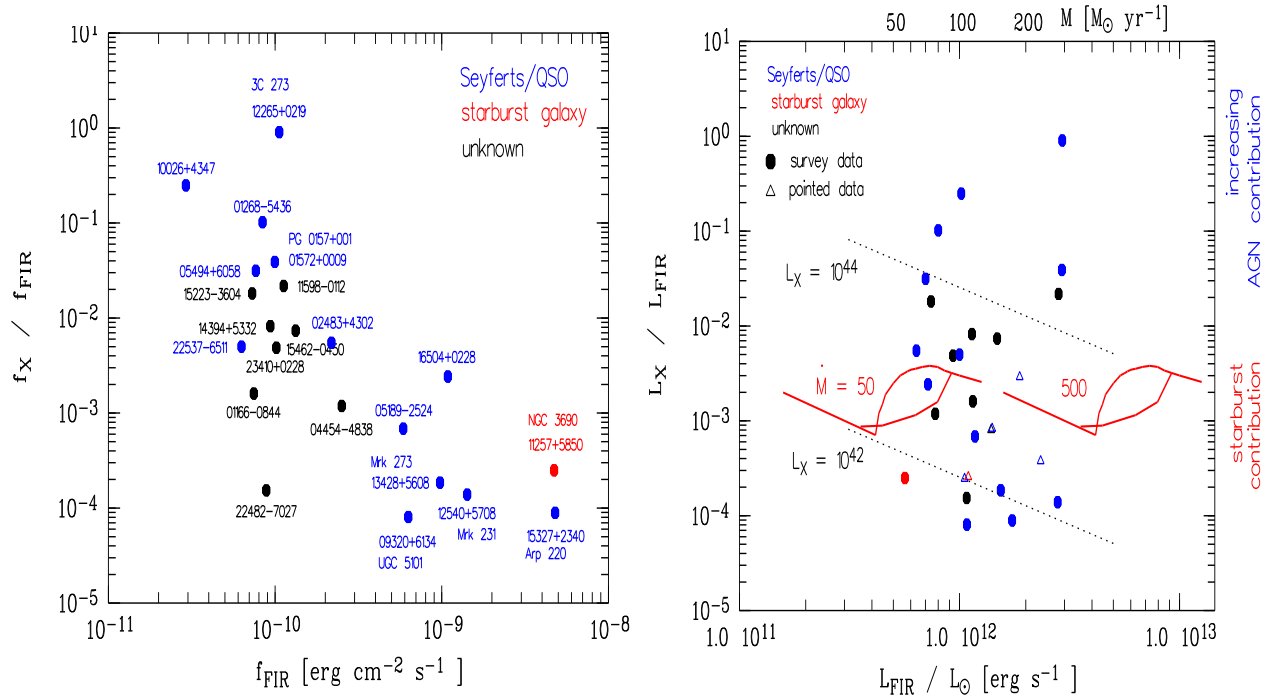 10⁻¹ 10⁰ 10⁻¹ 10⁻² 10⁻³ 10⁻⁴ 10⁻⁵
f_X / f_FIR
10⁻¹¹ 10⁻¹⁰ 10⁻⁹ 10⁻⁸
f_FIR [erg cm⁻² s⁻¹ ]
Seyferts/QSO
starburst galaxy
unknown
3C 273
12265+0219
10026+4347
01268-5436
PG 0157+001
01572+0009
05494+6058
15223-3604
11598-0112
14394+5332
02483+4302
22537-6511
15462-0450
23410+0228
16504+0228
01166-0844
04454-4838
05189-2524
NGC 3690
11257+5850
Mrk 273
13428+5608
22482-7027
12540+5708
Mrk 231
09320+6134
UGC 5101
15327+2340
Arp 220
50 100 200 M [M⊙ yr⁻¹]
10¹ 10⁰ 10⁻¹ 10⁻² 10⁻³ 10⁻⁴ 10⁻⁵
L_X / L_FIR
Seyferts/QSO
starburst galaxy
unknown
survey data
pointed data
L_X = 10⁴⁴
Ṁ = 50
500
L_X = 10⁴²
1.0 10¹¹ 1.0 10¹² 1.0 10¹³
L_FIR / L⊙ [erg s⁻¹ ]
increasing
AGN contribution
starburst
contribution